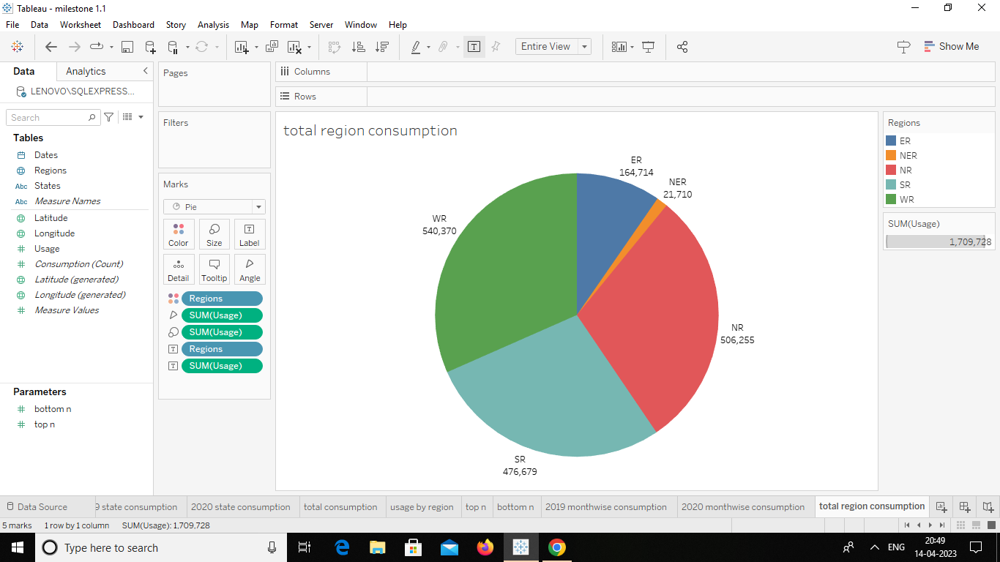 Tableau - milestone 1.1
File Data Worksheet Dashboard Story Analysis Map Format Server Window Help
Entire View
Show Me
Data Analytics
LENOVO\SQLEXPRESS...
Search
Tables
Dates
Regions
Abc States
Abc Measure Names
Latitude
Longitude
# Usage
# Consumption (Count)
Latitude (generated)
Longitude (generated)
# Measure Values
Parameters
# bottom n
# top n
Pages
Filters
Marks
Pie
Color Size T Label
Detail Tooltip Angle
Regions
SUM(Usage)
SUM(Usage)
T Regions
T SUM(Usage)
Columns
Rows
total region consumption
ER
164,714
NER
21,710
WR
540,370
NR
506,255
SR
476,679
Regions
ER
NER
NR
SR
WR
SUM(Usage)
1,709,728
Data Source 9 state consumption 2020 state consumption total consumption usage by region top n bottom n 2019 monthwise consumption 2020 monthwise consumption total region consumption
5 marks 1 row by 1 column SUM(Usage): 1,709,728
Type here to search
ENG
20:49
14-04-2023